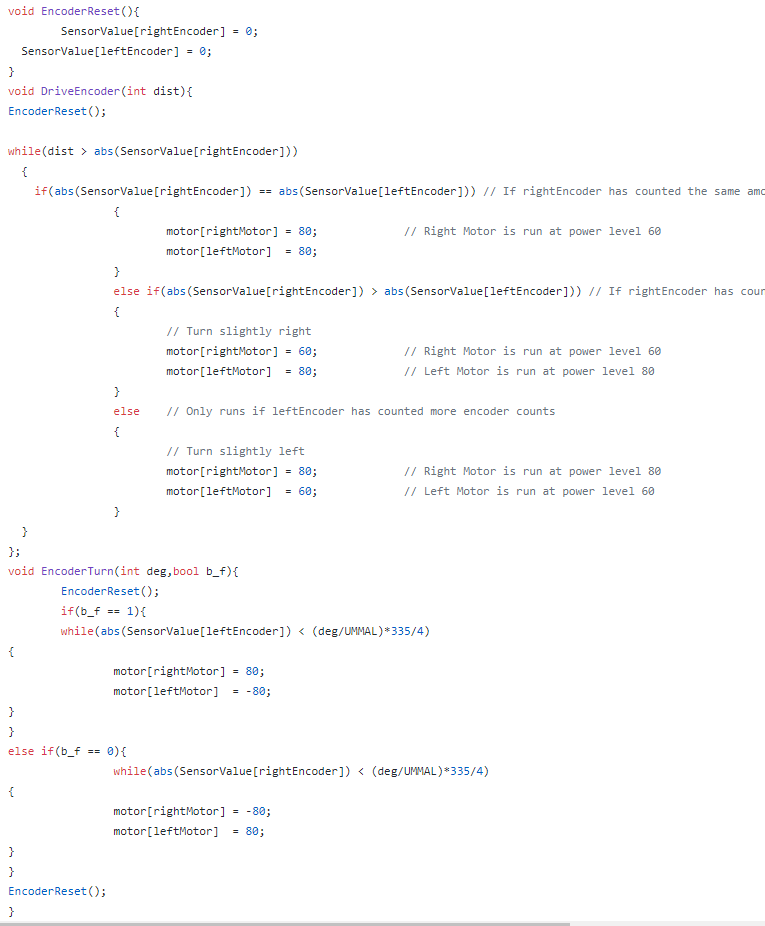 void EncoderReset(){
SensorValue[rightEncoder] = 0;
SensorValue[leftEncoder] = 0;
}
void DriveEncoder(int dist){
EncoderReset();
while(dist > abs(SensorValue[rightEncoder]))
{
if(abs(SensorValue[rightEncoder]) == abs(SensorValue[leftEncoder])) // If rightEncoder has counted the same
{
motor[rightMotor] = 80; // Right Motor is run at power level 60
motor[leftMotor] = 80;
}
else if(abs(SensorValue[rightEncoder]) > abs(SensorValue[leftEncoder])) // If rightEncoder has
{
// Turn slightly right
motor[rightMotor] = 60; // Right Motor is run at power level 60
motor[leftMotor] = 80; // Left Motor is run at power level 80
}
else // Only runs if leftEncoder has counted more encoder counts
{
// Turn slightly left
motor[rightMotor] = 80; // Right Motor is run at power level 80
motor[leftMotor] = 60; // Left Motor is run at power level 60
}
}
};
void EncoderTurn(int deg,bool b_f){
EncoderReset();
if(b_f == 1){
while(abs(SensorValue[leftEncoder]) < (deg/UMMAL)*335/4)
{
motor[rightMotor] = 80;
motor[leftMotor] = -80;
}
}
else if(b_f == 0){
while(abs(SensorValue[rightEncoder]) < (deg/UMMAL)*335/4)
{
motor[rightMotor] = -80;
motor[leftMotor] = 80;
}
}
EncoderReset();
}